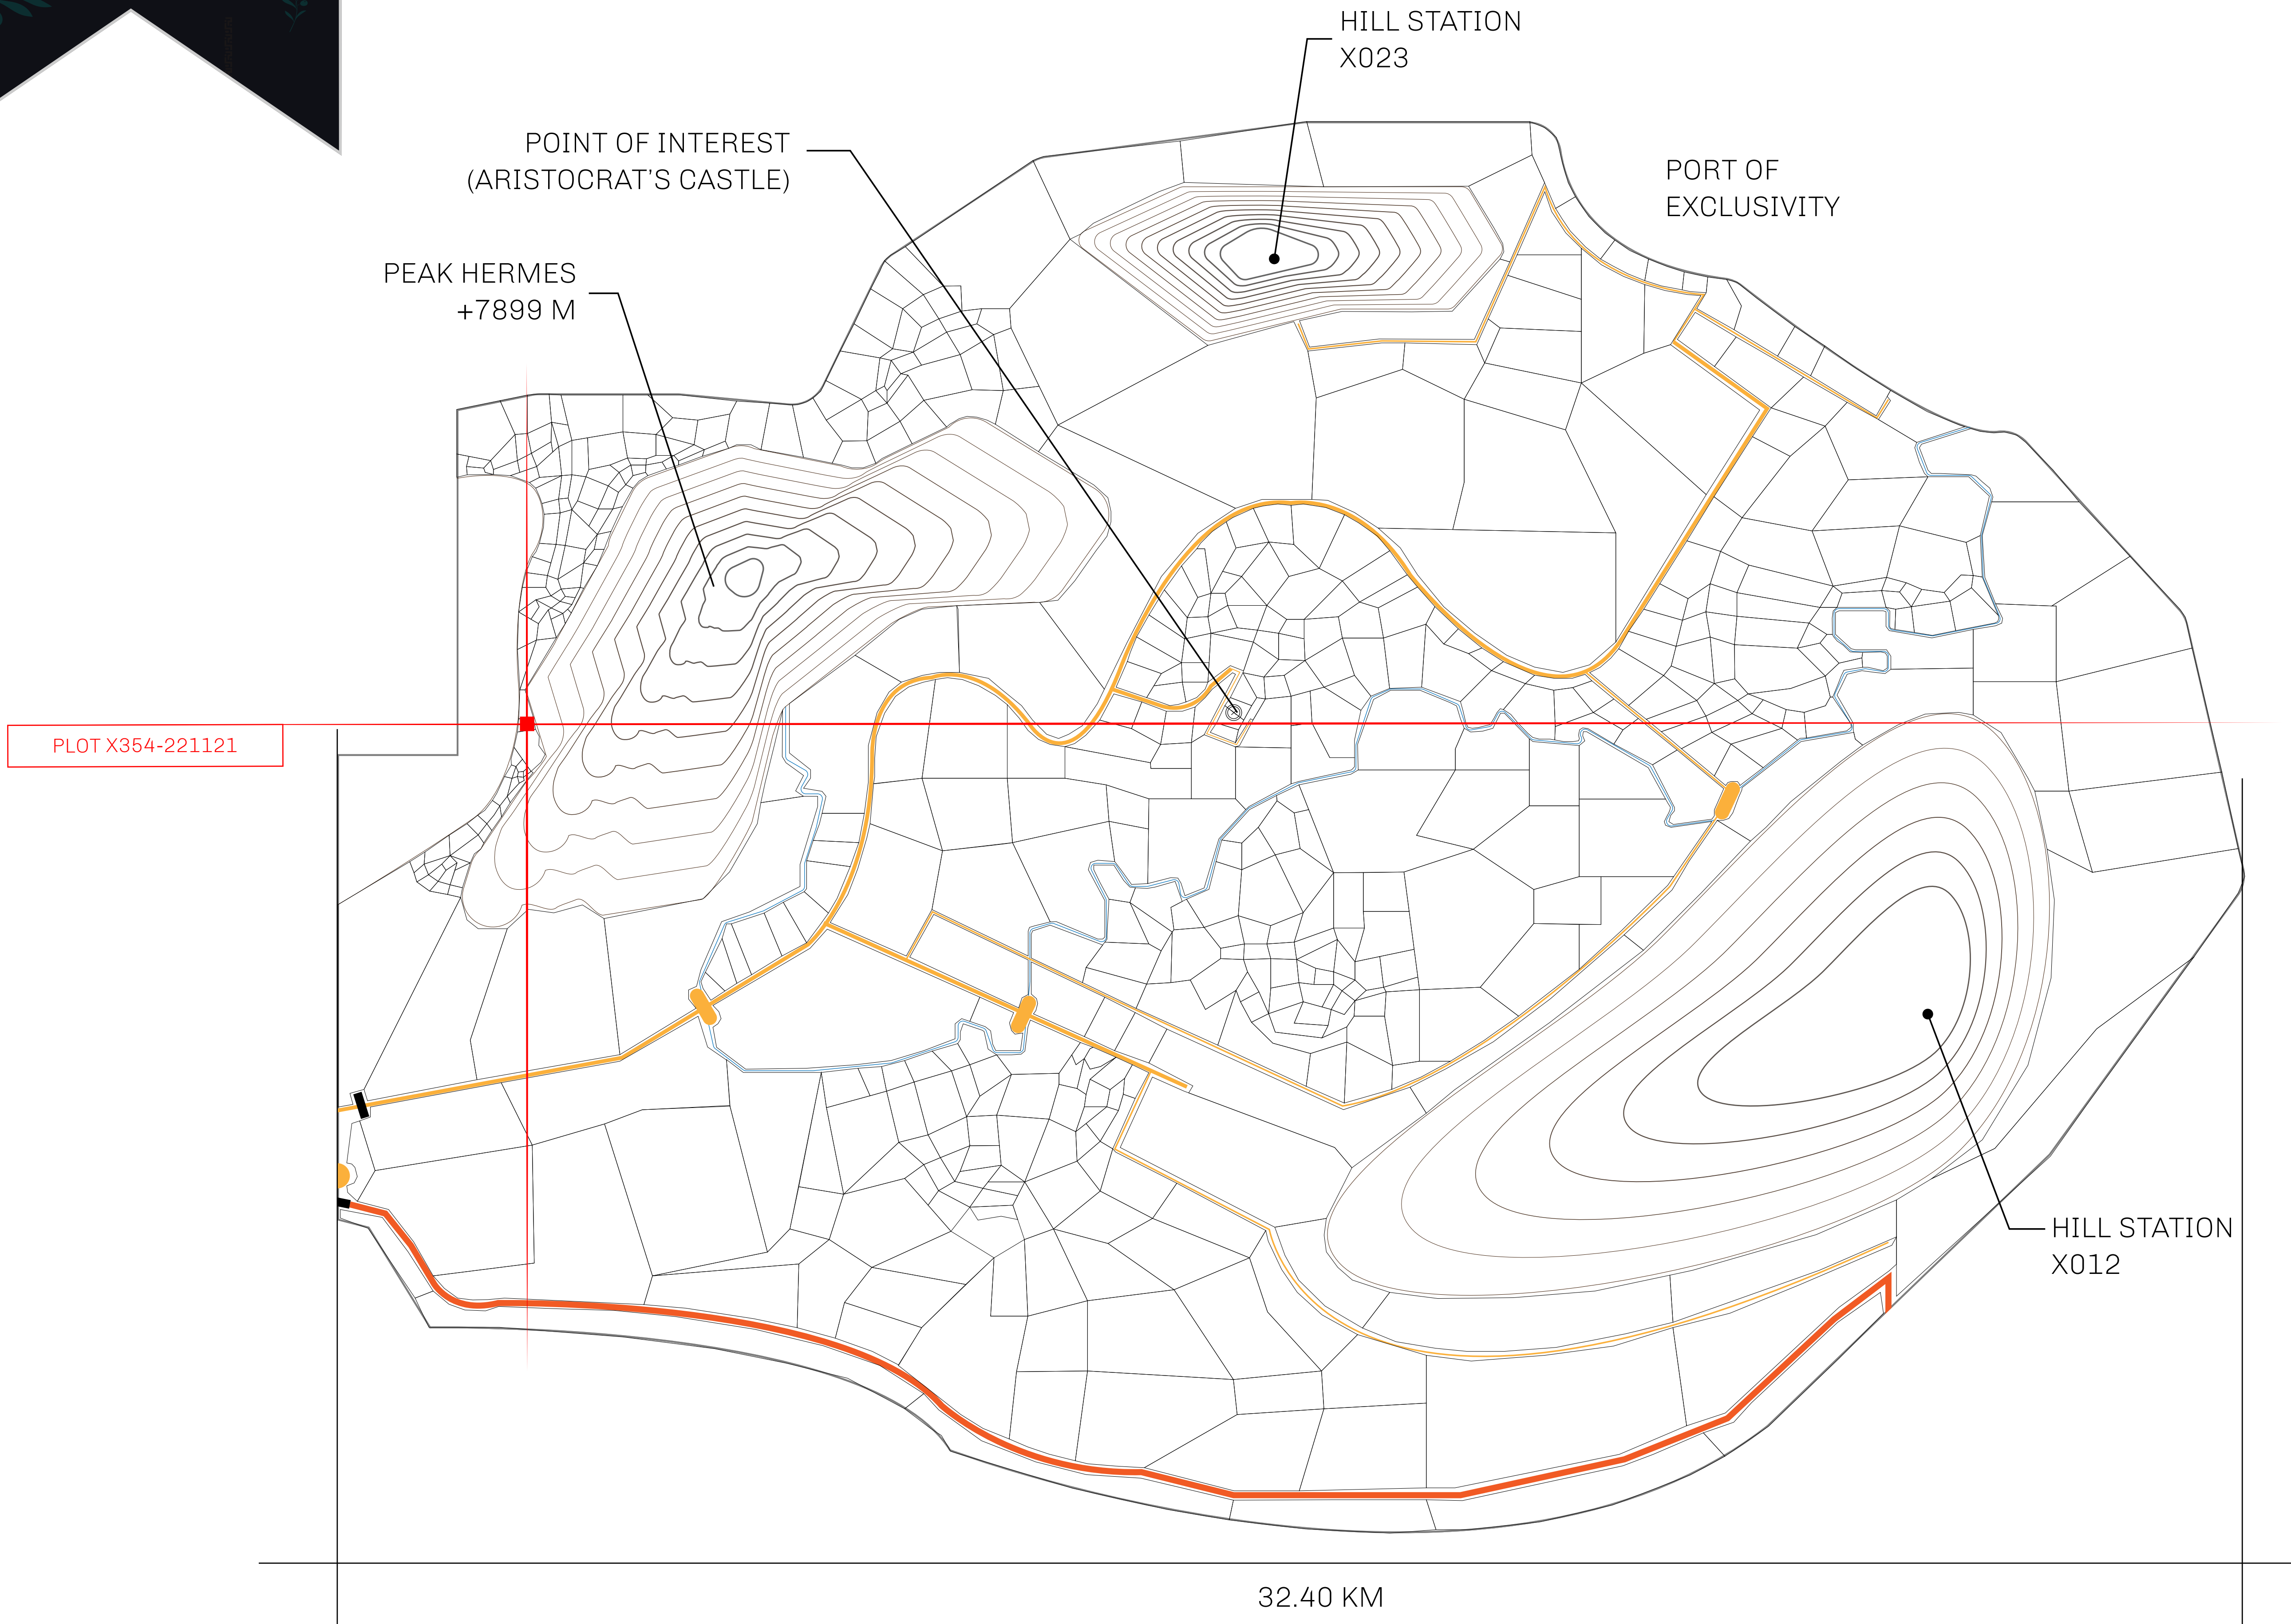 HILL STATION
X023
POINT OF INTEREST
(ARISTOCRAT'S CASTLE)
PORT OF
EXCLUSIVITY
PEAK HERMES
+7899 M
PLOT X354-221121
HILL STATION
X012
32.40 KM